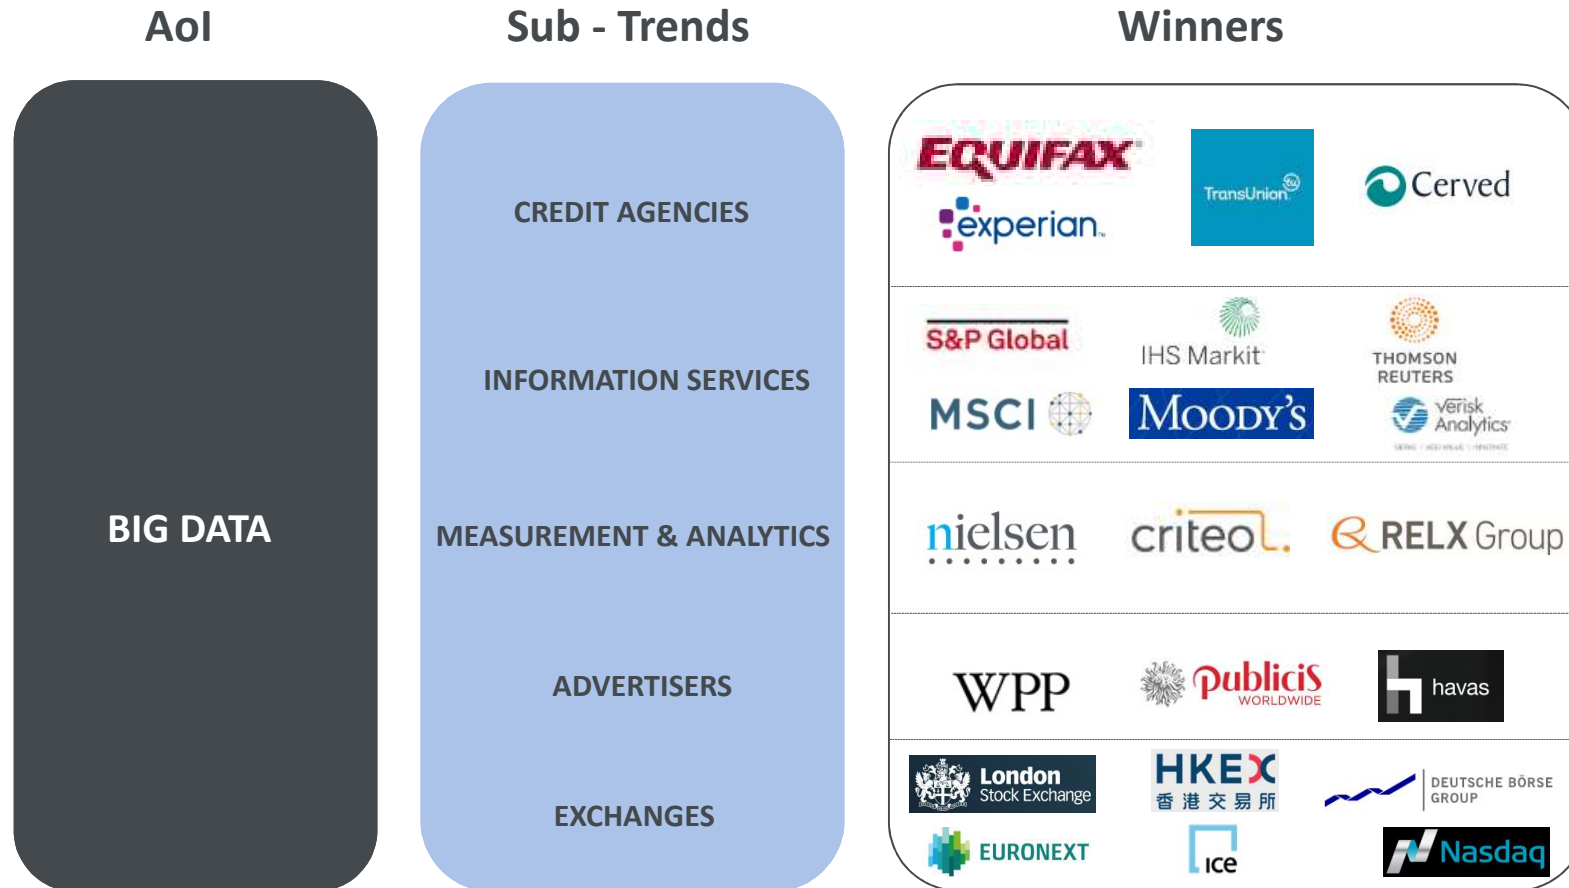 AoI
Sub - Trends
Winners
BIG DATA
CREDIT AGENCIES
EQUIFAX
experian
TransUnion
tu
Cerved
INFORMATION SERVICES
S&P Global
IHS Markit
THOMSON
REUTERS
MSCI
MOODY'S
Verisk
Analytics
MEASUREMENT & ANALYTICS
nielsen
criteol.
RELX Group
ADVERTISERS
WPP
publicis
WORLDWIDE
h havas
EXCHANGES
London
Stock Exchange
HKEX
香港交易所
DEUTSCHE BÖRSE
GROUP
EURONEXT
ice
Nasdaq